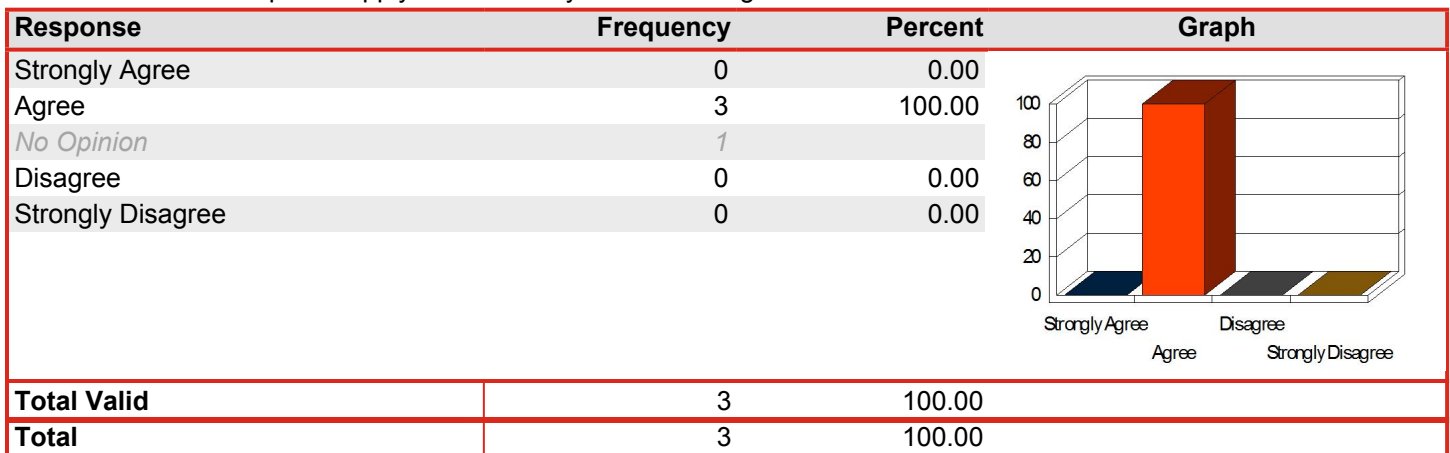 Response Frequency Percent Graph
Strongly Agree 0 0.00
Agree 3 100.00
No Opinion 1
Disagree 0 0.00
Strongly Disagree 0 0.00
100
80
60
40
20
0
Strongly Agree Disagree
Agree Strongly Disagree
Total Valid 3 100.00
Total 3 100.00